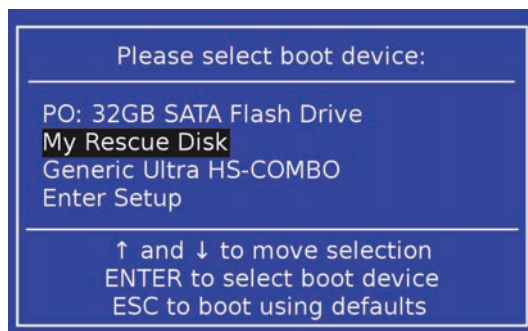 Please select boot device:
PO: 32GB SATA Flash Drive
My Rescue Disk
Generic Ultra HS-COMBO
Enter Setup
↑ and ↓ to move selection
ENTER to select boot device
ESC to boot using defaults